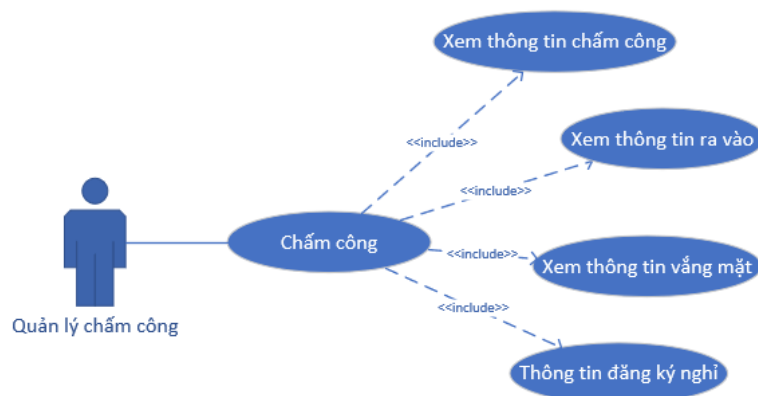 Xem thông tin chấm công
<<include>>
Xem thông tin ra vào
<<include>>
Chấm công
<<include>>
Xem thông tin vắng mặt
<<include>>
Quản lý chấm công
Thông tin đăng ký nghỉ